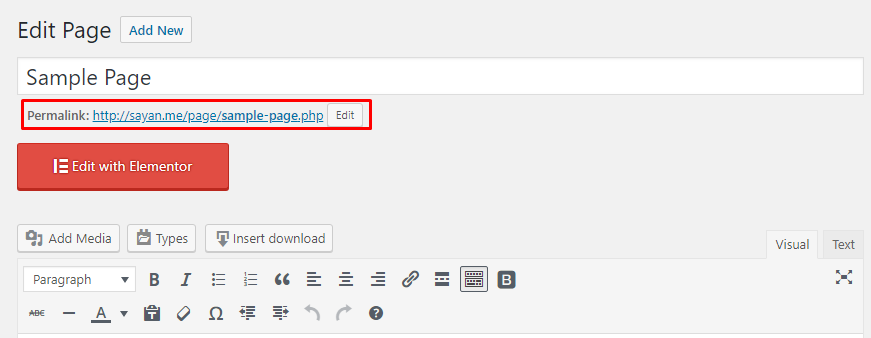 Edit Page Add New
Sample Page
Permalink: http://sayan.me/page/sample-page.php Edit
Edit with Elementor
Add Media Types Insert download Visual Text
Paragraph B I B
ABC A